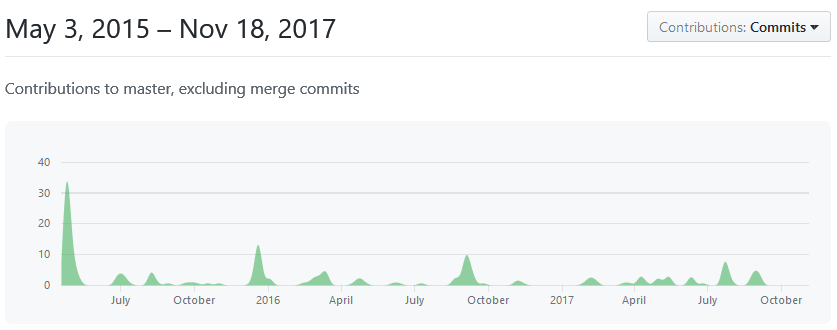 May 3, 2015 – Nov 18, 2017
Contributions: Commits
Contributions to master, excluding merge commits
40
30
20
10
0
July October 2016 April July October 2017 April July October